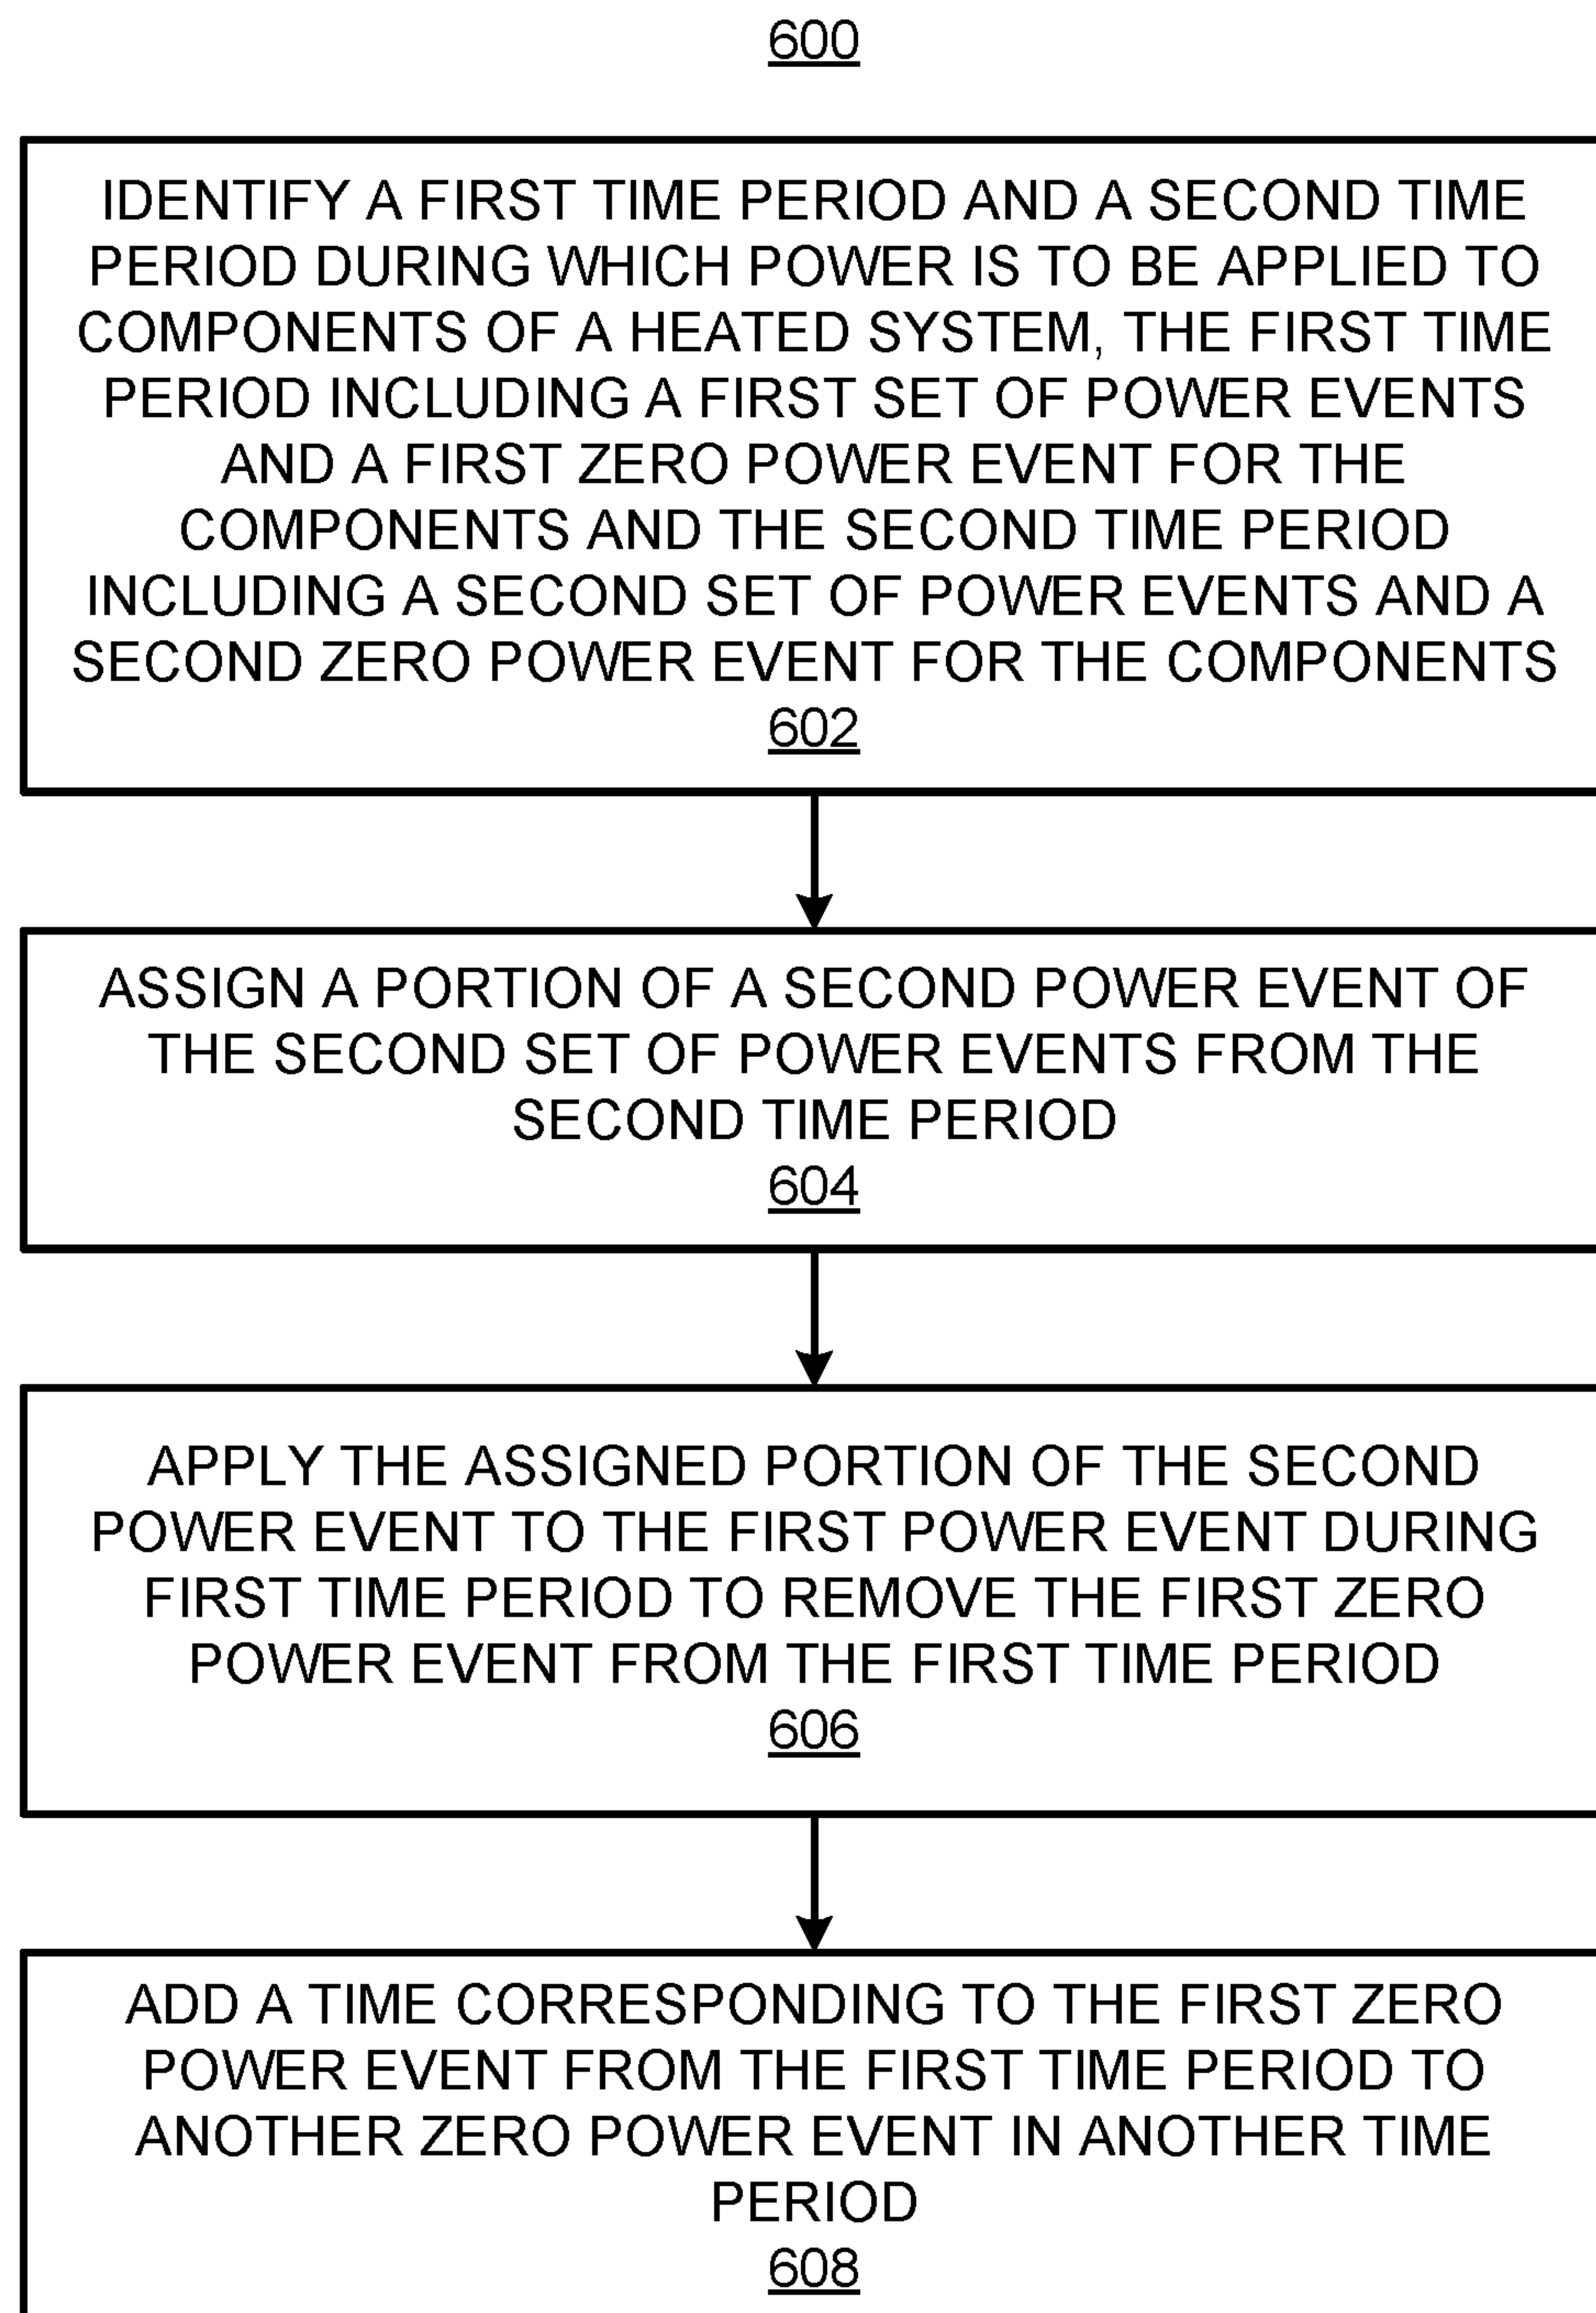 600
IDENTIFY A FIRST TIME PERIOD AND A SECOND TIME
PERIOD DURING WHICH POWER IS TO BE APPLIED TO
COMPONENTS OF A HEATED SYSTEM, THE FIRST TIME
PERIOD INCLUDING A FIRST SET OF POWER EVENTS
AND A FIRST ZERO POWER EVENT FOR THE
COMPONENTS AND THE SECOND TIME PERIOD
INCLUDING A SECOND SET OF POWER EVENTS AND A
SECOND ZERO POWER EVENT FOR THE COMPONENTS
602
ASSIGN A PORTION OF A SECOND POWER EVENT OF
THE SECOND SET OF POWER EVENTS FROM THE
SECOND TIME PERIOD
604
APPLY THE ASSIGNED PORTION OF THE SECOND
POWER EVENT TO THE FIRST POWER EVENT DURING
FIRST TIME PERIOD TO REMOVE THE FIRST ZERO
POWER EVENT FROM THE FIRST TIME PERIOD
606
ADD A TIME CORRESPONDING TO THE FIRST ZERO
POWER EVENT FROM THE FIRST TIME PERIOD TO
ANOTHER ZERO POWER EVENT IN ANOTHER TIME
PERIOD
608